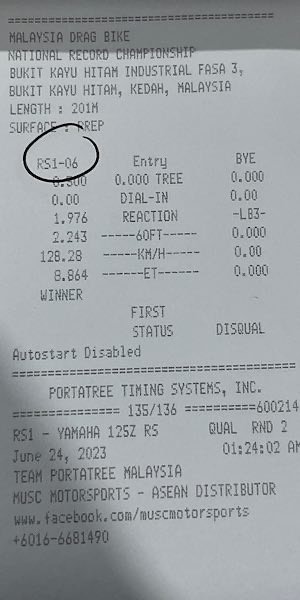 MALAYSIA DRAG BIKE
NATIONAL RECORD CHAMPIONSHIP
BUKIT KAYU HITAM INDUSTRIAL FASA 3,
BUKIT KAYU HITAM, KEDAH, MALAYSIA
LENGTH : 201M
SURFACE : PREP
RS1-06 Entry BYE
0.500 0.000 TREE 0.000
0.00 DIAL-IN 0.00
1.976 REACTION -LB3-
2.243 -----60FT----- 0.000
128.28 -----KM/H----- 0.00
8.864 ------ET------ 0.000
WINNER
FIRST
STATUS DISQUAL
Autostart Disabled
PORTATREE TIMING SYSTEMS, INC.
=============== 135/136 ==========600214
RS1 - YAMAHA 125Z RS QUAL RND 2
June 24, 2023 01:24:02 AM
TEAM PORTATREE MALAYSIA
MUSC MOTORSPORTS - ASEAN DISTRIBUTOR
www.facebook.com/muscmotorsports
+6016-6681490